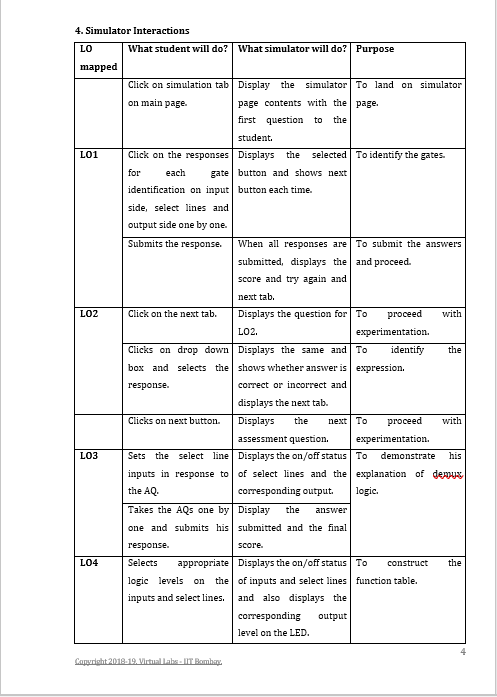 4. Simulator Interactions
LO mapped
What student will do?
What simulator will do?
Purpose
Click on simulation tab
on main page.
Display the simulator
page contents with the
first question to the
student.
To land on simulator
page.
LO1
Click on the responses
for each gate
identification on input
side, select lines and
output side one by one.
Displays the selected
button and shows next
button each time.
To identify the gates.
Submits the response.
When all responses are
submitted, displays the
score and try again and
next tab.
To submit the answers
and proceed.
LO2
Click on the next tab.
Displays the question for
LO2.
To proceed with
experimentation.
Clicks on drop down
box and selects the
response.
Displays the same and
shows whether answer is
correct or incorrect and
displays the next tab.
To identify the
expression.
Clicks on next button.
Displays the next
assessment question.
To proceed with
experimentation.
LO3
Sets the select line
inputs in response to
the AQ.
Displays the on/off status
of select lines and the
corresponding output.
To demonstrate his
explanation of demux
logic.
Takes the AQs one by
one and submits his
response.
Display the answer
submitted and the final
score.
LO4
Selects appropriate
logic levels on the
inputs and select lines.
Displays the on/off status
of inputs and select lines
and also displays the
corresponding output
level on the LED.
To construct the
function table.
4
Copyright 2018-19. Virtual Labs - IIT Bombay.